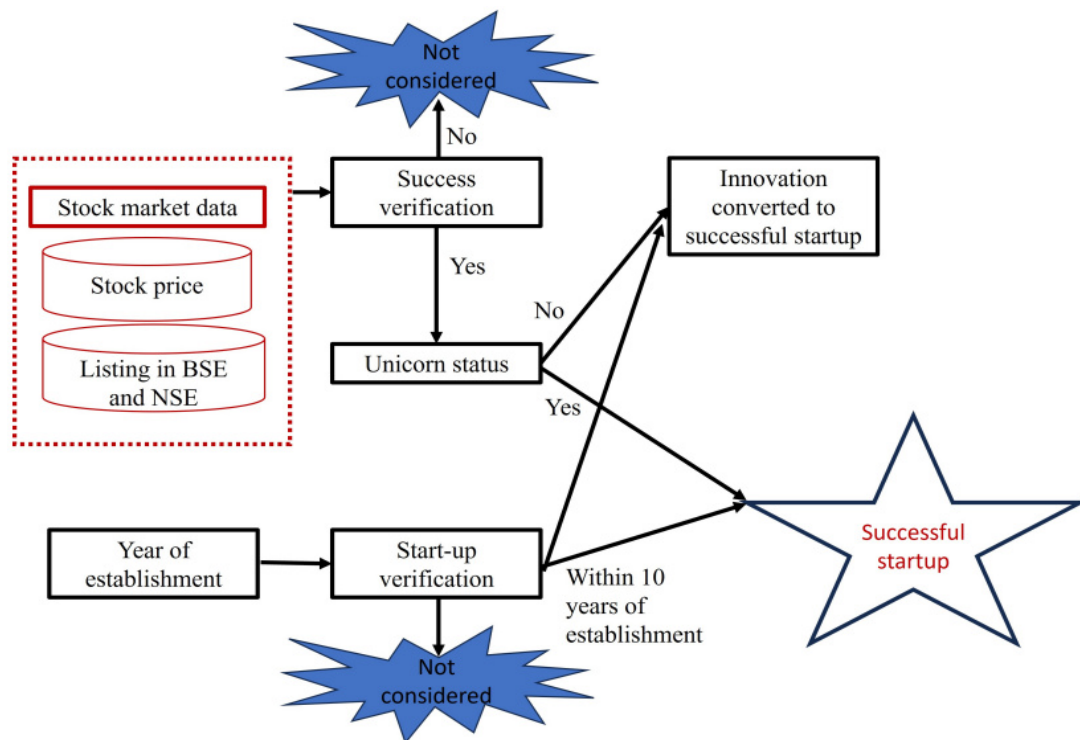 Not
considered
No
Success
verification
Innovation
converted to
successful startup
Stock market data
Yes
Stock price
No
Unicorn status
Listing in BSE
and NSE
Yes
Successful
startup
Year of
establishment
Start-up
verification
Within 10
years of
establishment
Not
considered